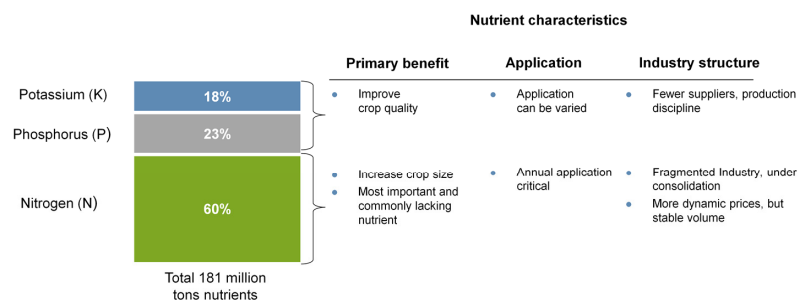 Nutrient characteristics
Primary benefit
Application
Industry structure
Potassium (K)
18%
Phosphorus (P)
23%
• Improve
crop quality
• Application
can be varied
• Fewer suppliers, production
discipline
Nitrogen (N)
60%
• Increase crop size
• Most important and
commonly lacking
nutrient
• Annual application
critical
• Fragmented Industry, under
consolidation
• More dynamic prices, but
stable volume
Total 181 million
tons nutrients